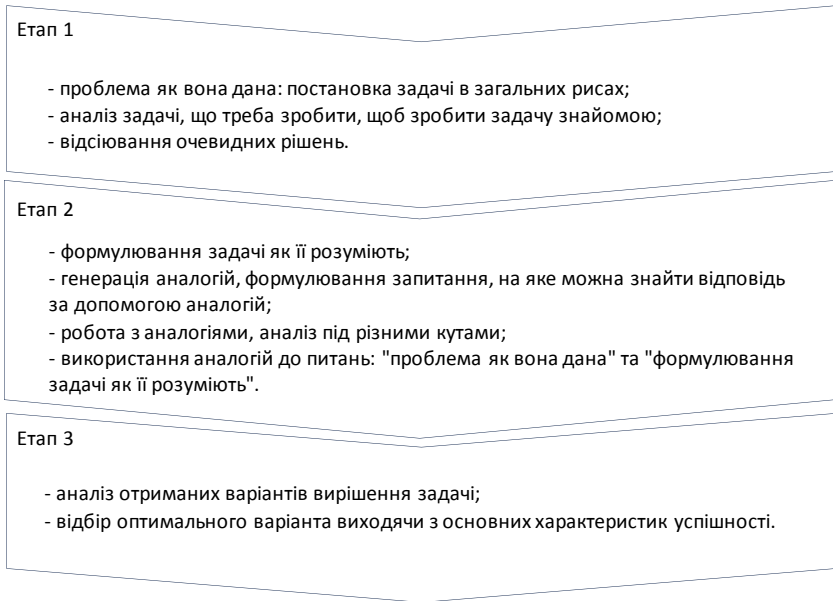 Етап 1
- проблема як вона дана: постановка задачі в загальних рисах;
- аналіз задачі, що треба зробити, щоб зробити задачу знайомою;
- відсіювання очевидних рішень.
Етап 2
- формулювання задачі як її розуміють;
- генерація аналогій, формулювання запитання, на яке можна знайти відповідь
за допомогою аналогій;
- робота з аналогіями, аналіз під різними кутами;
- використання аналогій до питань: "проблема як вона дана" та "формулювання
задачі як її розуміють".
Етап 3
- аналіз отриманих варіантів вирішення задачі;
- відбір оптимального варіанта виходячи з основних характеристик успішності.